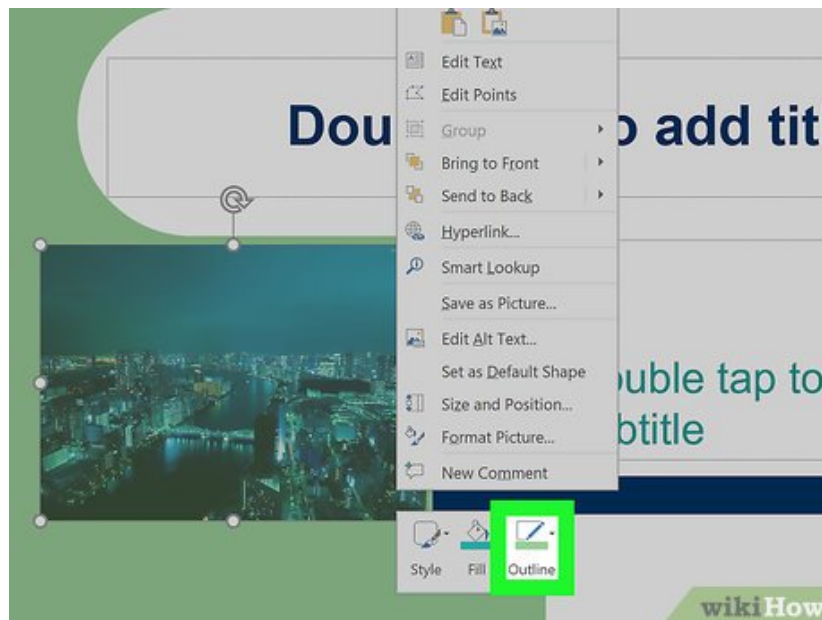 Edit Text
Edit Points
Group
Bring to Front
Send to Back
Hyperlink...
Smart Lookup
Save as Picture...
Edit Alt Text...
Set as Default Shape
Size and Position...
Format Picture...
New Comment
Style Fill Outline
Dou o add tit
ouble tap to
btitle
wikiHow